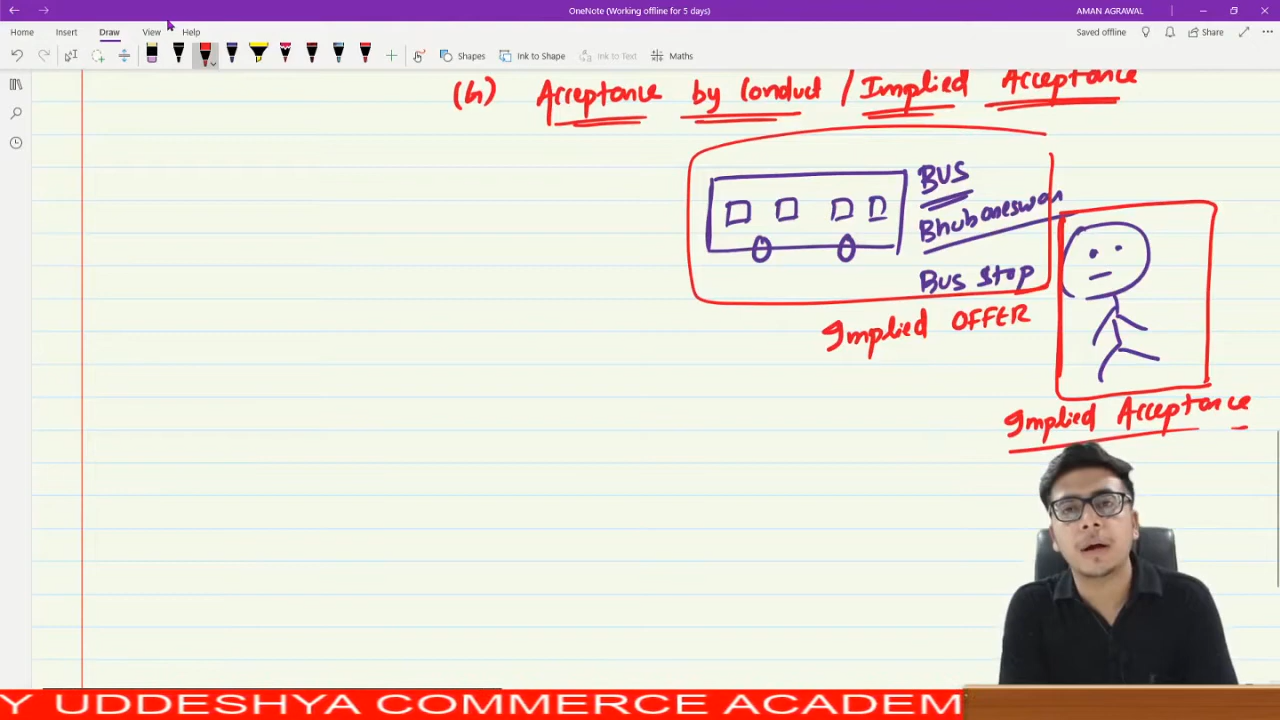 OneNote (Working offline for 5 days)
AMAN AGRAWAL
Home Insert Draw View Help
Saved offline
Share
Shapes
Ink to Shape
Ink to Text
Maths
(h) Acceptance by Conduct / Implied Acceptance
BUS
Bhubaneswar
Bus Stop
Implied OFFER
Implied Acceptance
Y UDDESHYA COMMERCE ACADEM